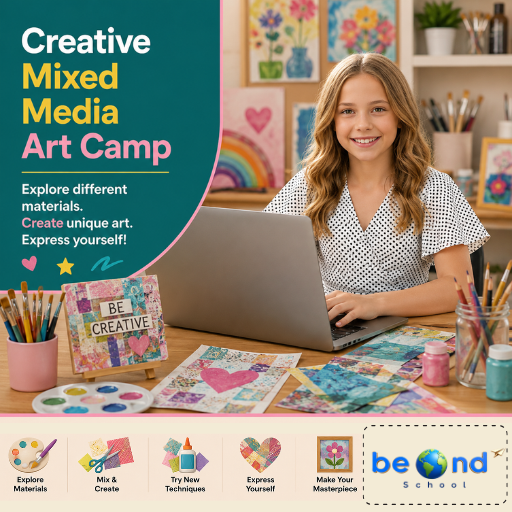 Creative
Mixed
Media
Art Camp
Explore different
materials.
Create unique art.
Express yourself!
BE
CREATIVE
Explore
Materials
Mix &
Create
Try New
Techniques
Express
Yourself
Make Your
Masterpiece
beyond
School